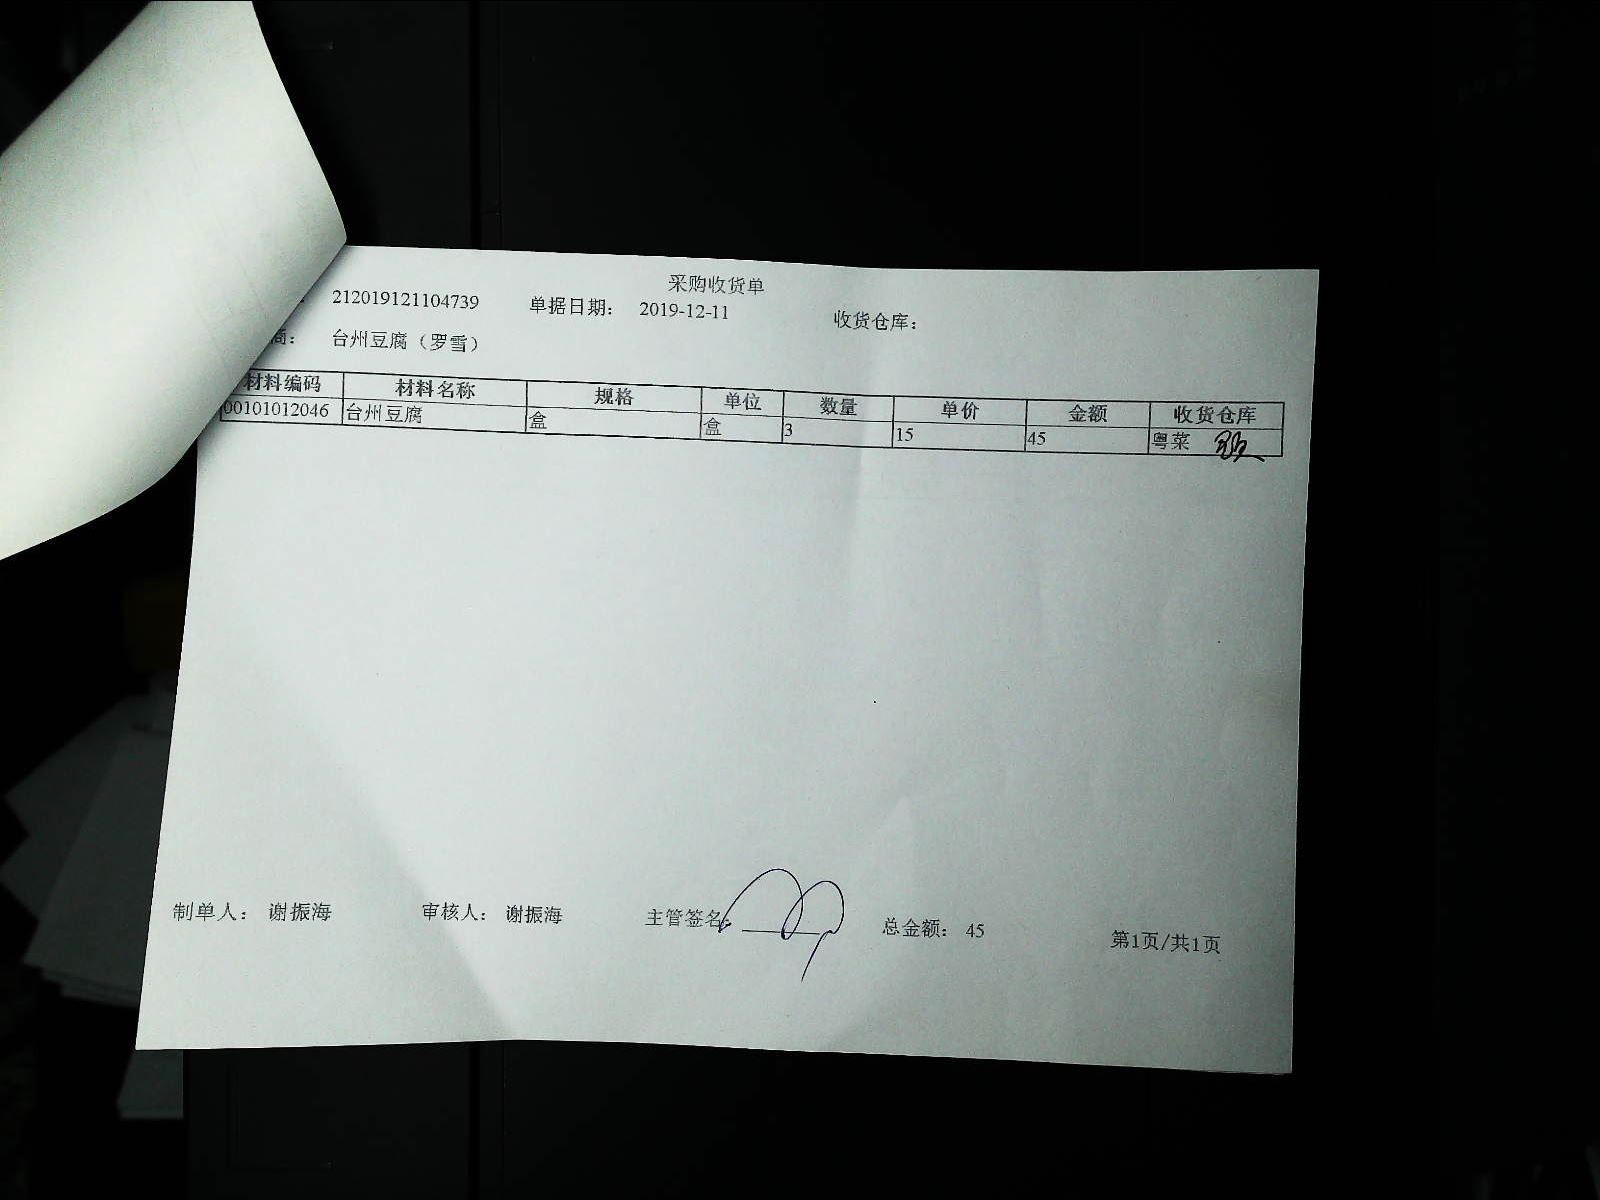 采购收货单
212019121104739 单据日期： 2019-12-11 收货仓库：
商： 台州豆腐（罗雪）
材料编码 材料名称 规格 单位 数量 单价 金额 收货仓库
00101012046 台州豆腐 盒 盒 3 15 45 粤菜
制单人： 谢振海 审核人： 谢振海 主管签名： 总金额： 45 第1页/共1页